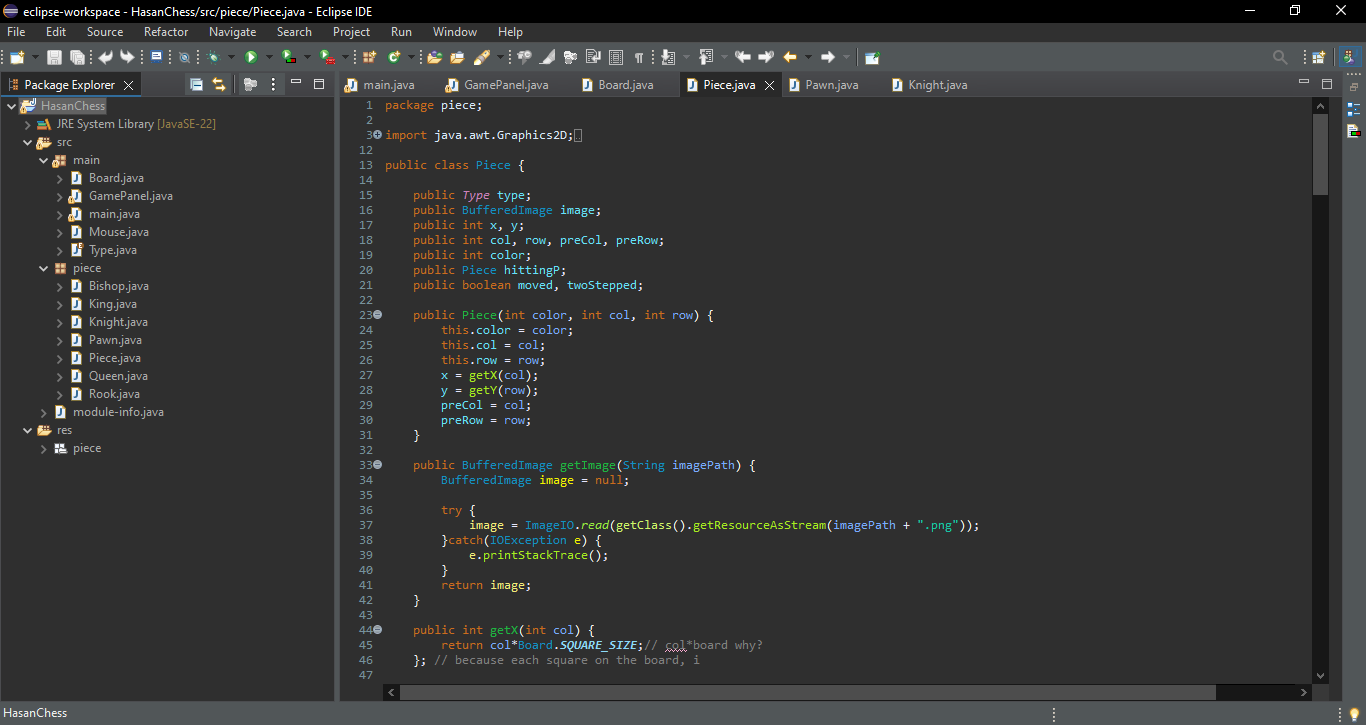 eclipse-workspace - HasanChess/src/piece/Piece.java - Eclipse IDE
File Edit Source Refactor Navigate Search Project Run Window Help
Package Explorer
HasanChess
JRE System Library [JavaSE-22]
src
main
Board.java
GamePanel.java
main.java
Mouse.java
Type.java
piece
Bishop.java
King.java
Knight.java
Pawn.java
Piece.java
Queen.java
Rook.java
module-info.java
res
piece
main.java GamePanel.java Board.java Piece.java Pawn.java Knight.java
1 package piece;
2
3 import java.awt.Graphics2D;
12
13 public class Piece {
14
15 public Type type;
16 public BufferedImage image;
17 public int x, y;
18 public int col, row, preCol, preRow;
19 public int color;
20 public Piece hittingP;
21 public boolean moved, twoStepped;
22
23 public Piece(int color, int col, int row) {
24 this.color = color;
25 this.col = col;
26 this.row = row;
27 x = getX(col);
28 y = getY(row);
29 preCol = col;
30 preRow = row;
31 }
32
33 public BufferedImage getImage(String imagePath) {
34 BufferedImage image = null;
35
36 try {
37 image = ImageIO.read(getClass().getResourceAsStream(imagePath + ".png"));
38 }catch(IOException e) {
39 e.printStackTrace();
40 }
41 return image;
42 }
43
44 public int getX(int col) {
45 return col*Board.SQUARE_SIZE;// col*board why?
46 }; // because each square on the board, i
47
HasanChess